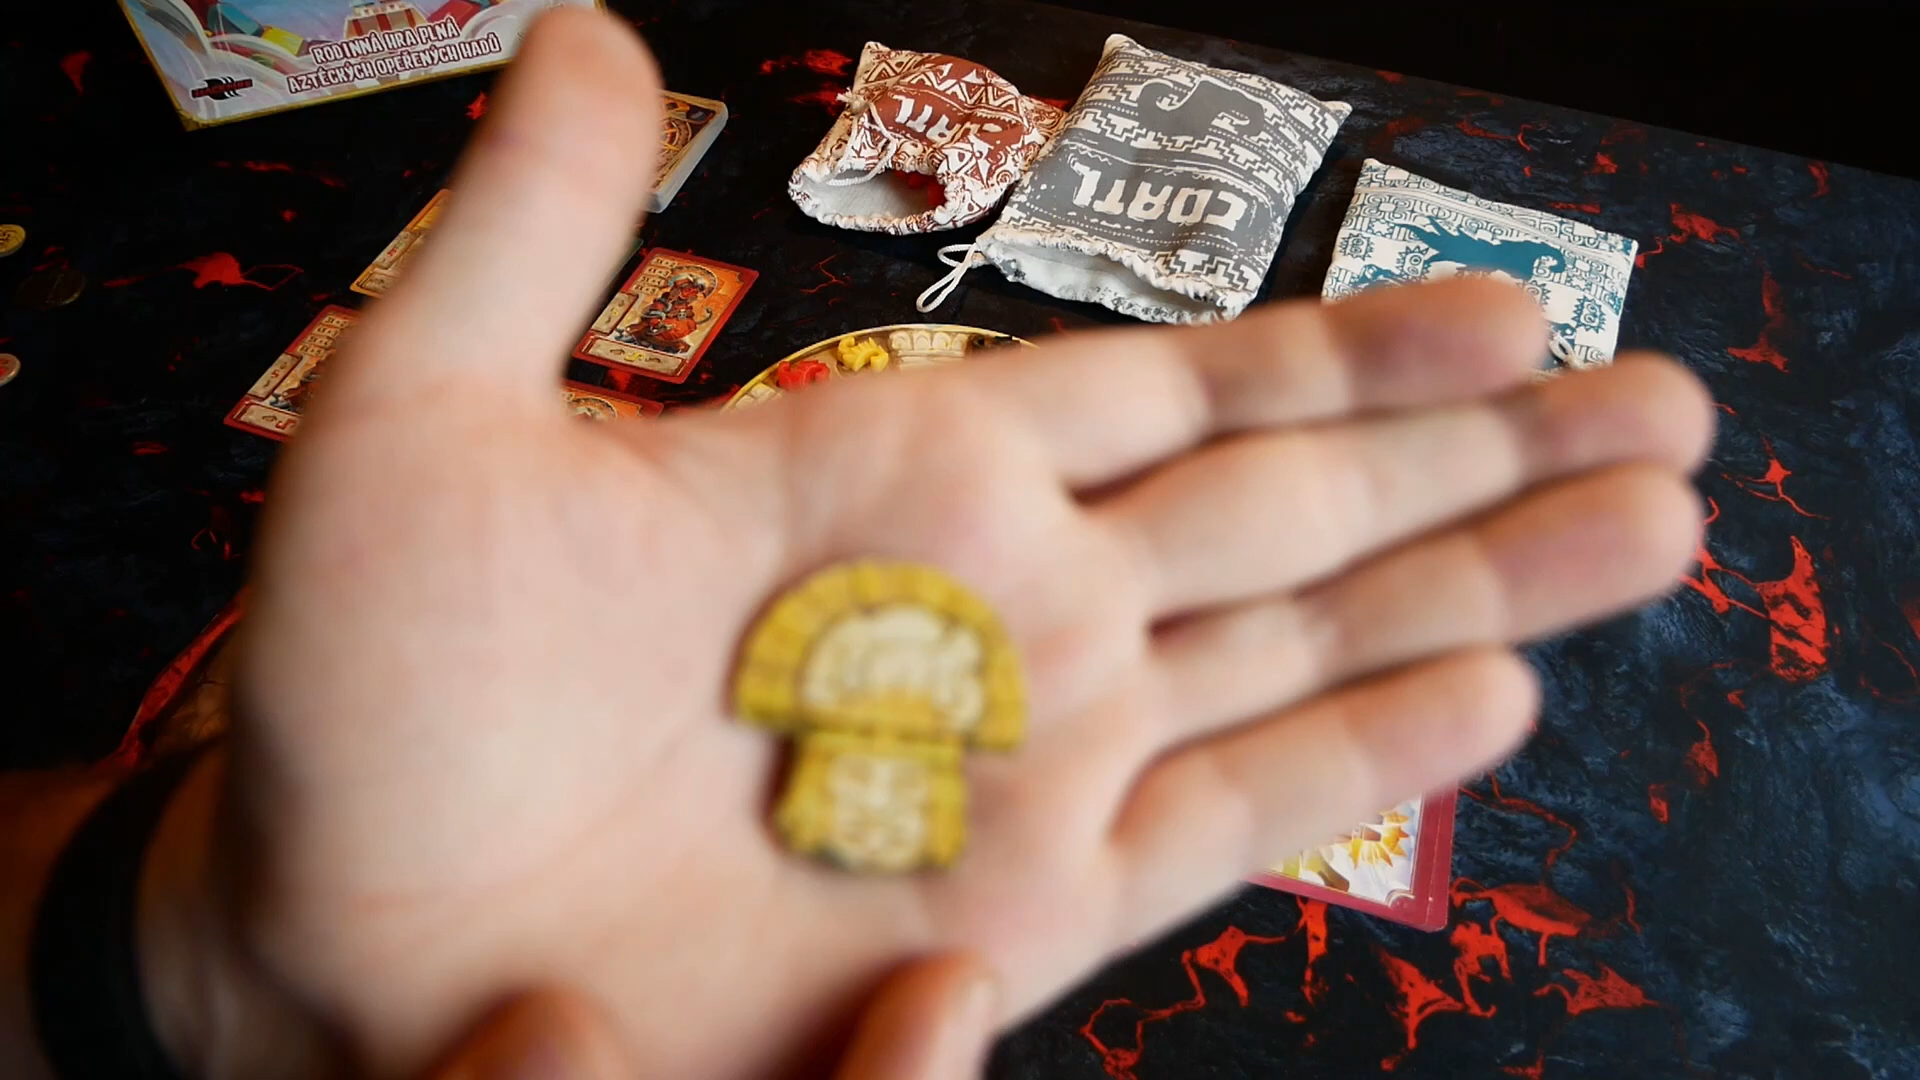 RODINNÁ HRA PLNÁ
AZTÉCKÝCH OPEŘENÝCH HADŮ
COATL
COATL